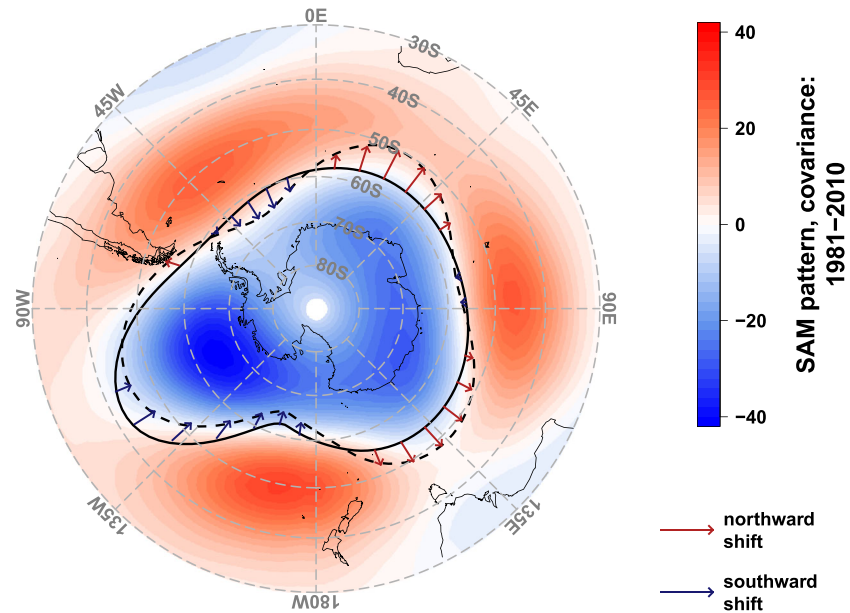 0E
30S
45W
45E
40S
50S
60S
70S
80S
90W
90E
135W
135E
180W
40
20
0
−20
−40
SAM pattern, covariance:
1981−2010
northward
shift
southward
shift